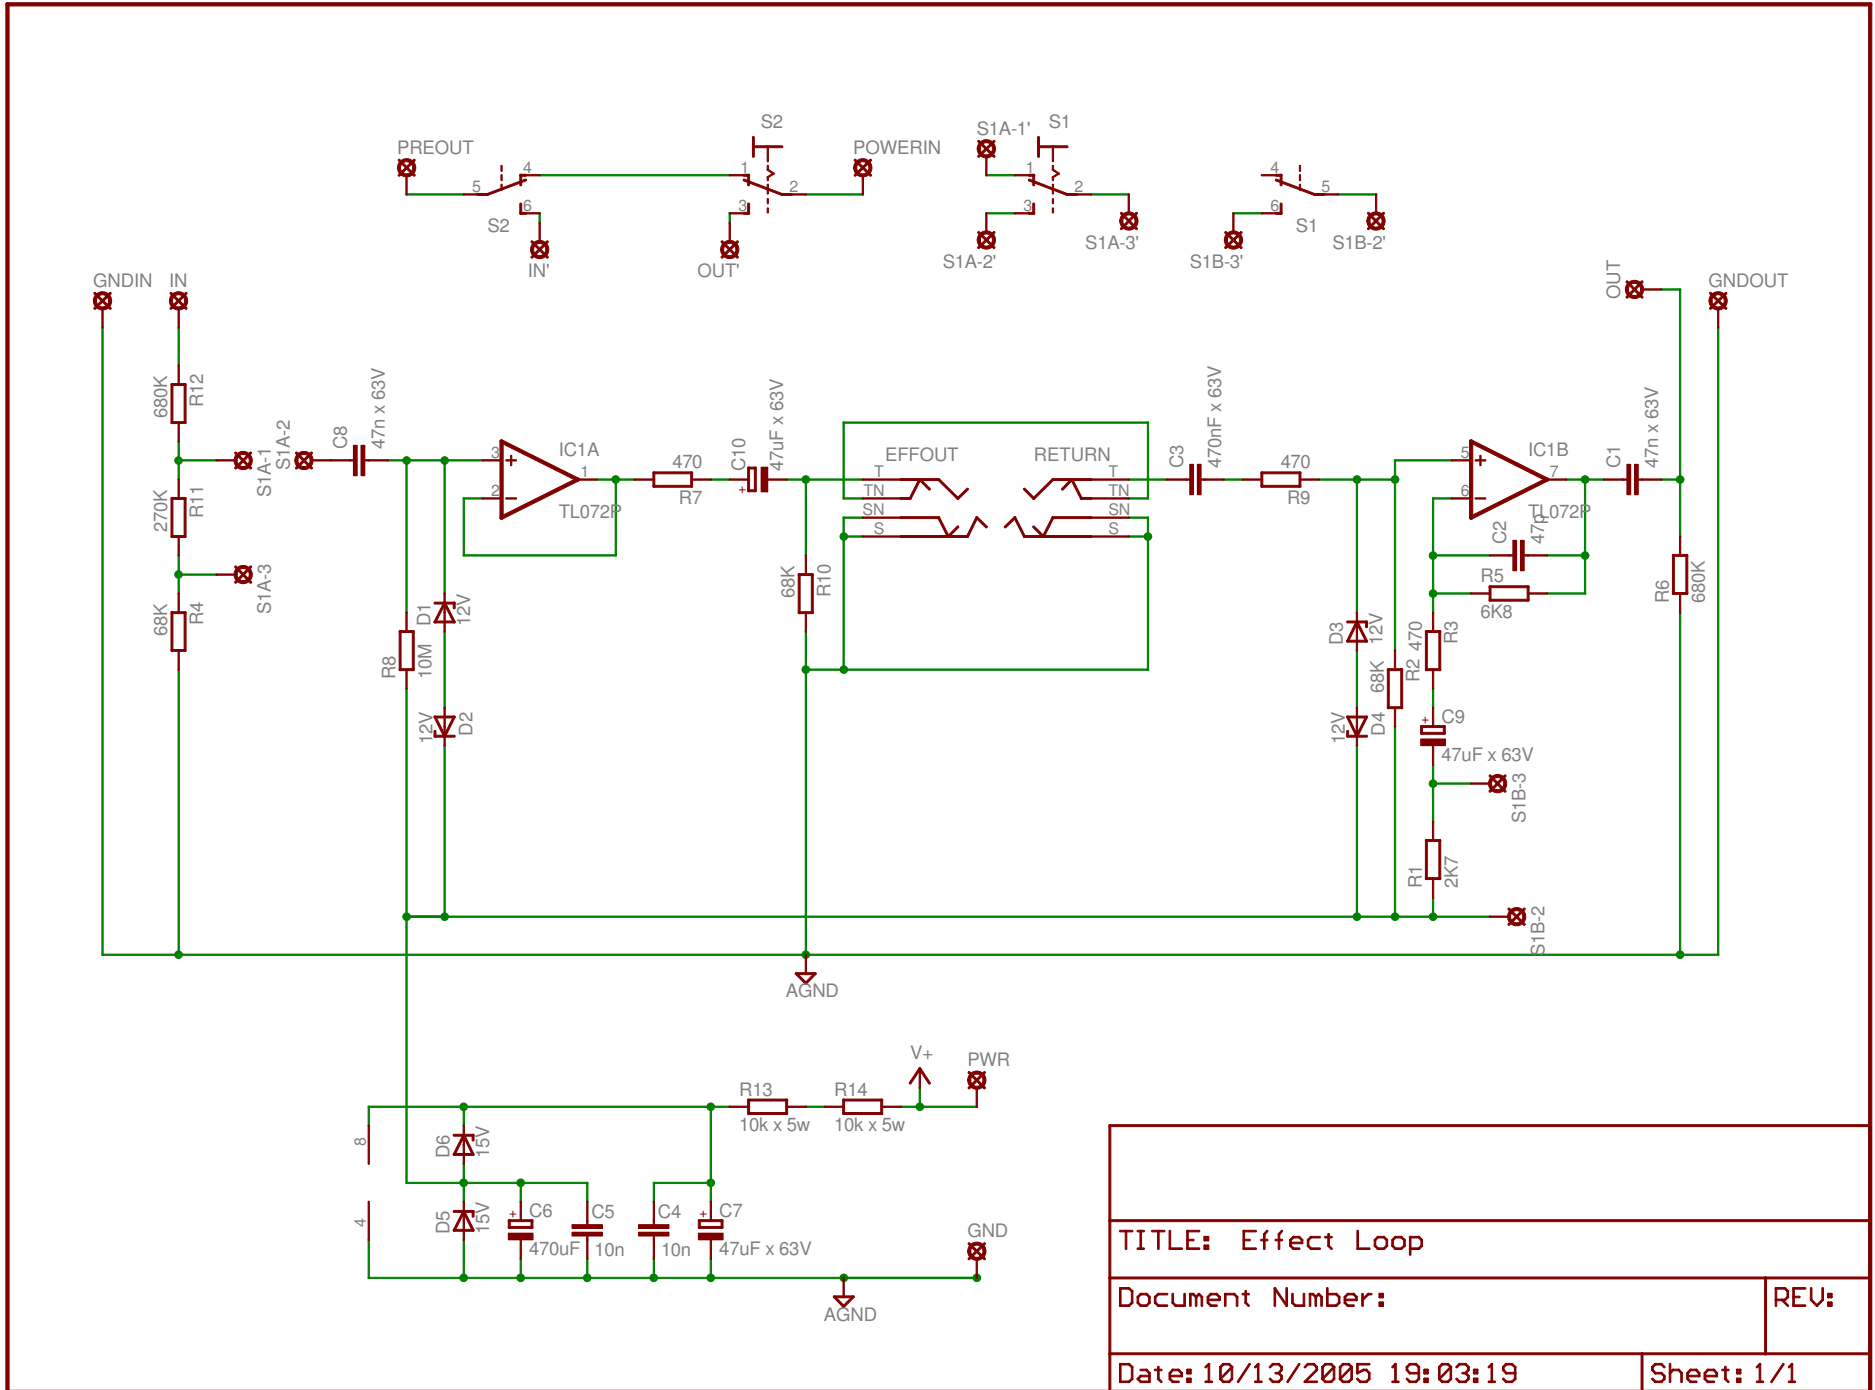 S2
S1A-1'
S1
PREOUT
POWERIN
4
5
6
S2
IN'
1
2
3
OUT'
1
2
3
S1A-2'
S1A-3'
4
5
6
S1
S1B-3'
S1B-2'
GNDIN
IN
OUT
GNDOUT
680K
R12
S1A-1
S1A-2
270K
R11
S1A-3
68K
R4
C8
47n x 63V
3
2
1
IC1A
TL072P
R8
10M
D1
12V
12V
D2
470
R7
C10
47uF x 63V
+
68K
R10
EFFOUT
RETURN
T
TN
SN
S
T
TN
SN
S
C3
470nF x 63V
470
R9
D3
12V
12V
D4
68K
R2
5
6
7
IC1B
TL072P
C2
47p
R5
6K8
470
R3
+
C9
47uF x 63V
S1B-3
R1
2K7
S1B-2
C1
47n x 63V
R6
680K
AGND
V+
PWR
R13
10k x 5w
R14
10k x 5w
8
4
D6
15V
D5
15V
+
C6
470uF
C5
10n
C4
10n
+
C7
47uF x 63V
GND
AGND
TITLE: Effect Loop
Document Number:
REV:
Date: 10/13/2005 19:03:19
Sheet: 1/1